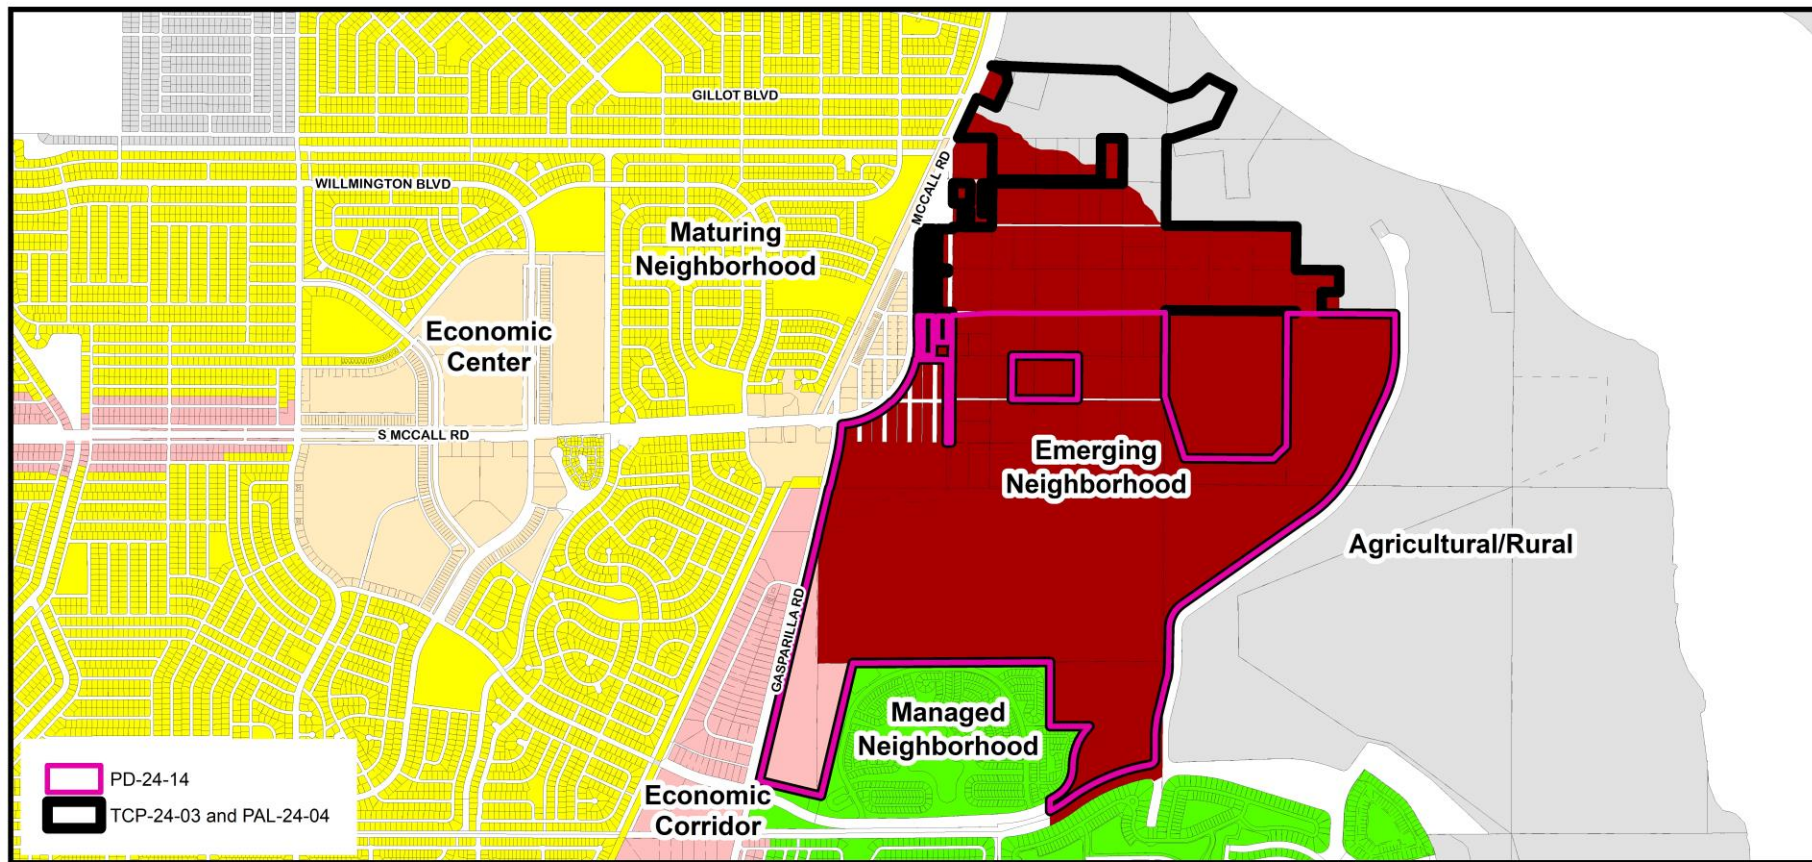 GILLOT BLVD
WILLMINGTON BLVD
MCCALL RD
Maturing
Neighborhood
Economic
Center
S MCCALL RD
Emerging
Neighborhood
Agricultural/Rural
GASPARILLA RD
Managed
Neighborhood
Economic
Corridor
PD-24-14
TCP-24-03 and PAL-24-04